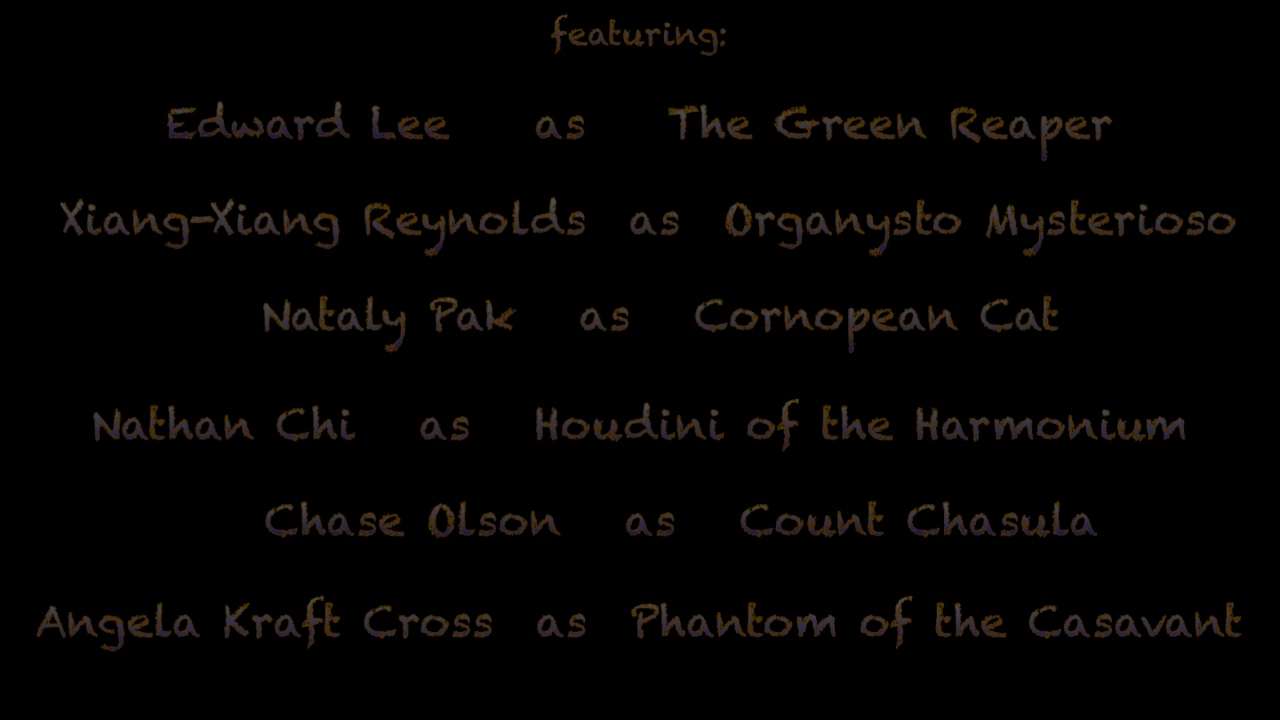 featuring:
Edward Lee as The Green Reaper
Xiang-Xiang Reynolds as Organysto Mysterioso
Nataly Pak as Cornopean Cat
Nathan Chi as Houdini of the Harmonium
Chase Olson as Count Chasula
Angela Kraft Cross as Phantom of the Casavant